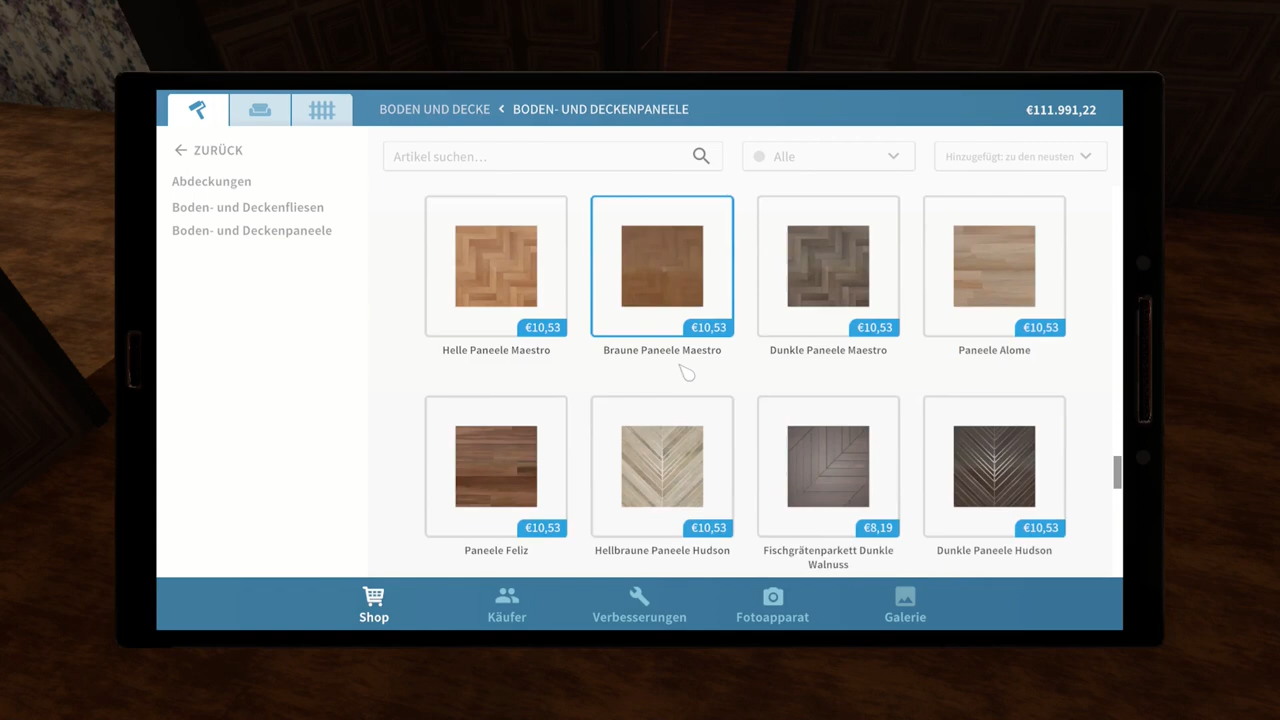 BODEN UND DECKE < BODEN- UND DECKENPANEELE
€111.991,22
ZURÜCK
Abdeckungen
Boden- und Deckenfliesen
Boden- und Deckenpaneele
Artikel suchen...
Alle
Hinzugefügt: zu den neusten
€10,53
€10,53
€10,53
€10,53
Helle Paneele Maestro
Braune Paneele Maestro
Dunkle Paneele Maestro
Paneele Alome
€10,53
€10,53
€8,19
€10,53
Paneele Feliz
Hellbraune Paneele Hudson
Fischgrätenparkett Dunkle
Walnuss
Dunkle Paneele Hudson
Shop
Käufer
Verbesserungen
Fotoapparat
Galerie